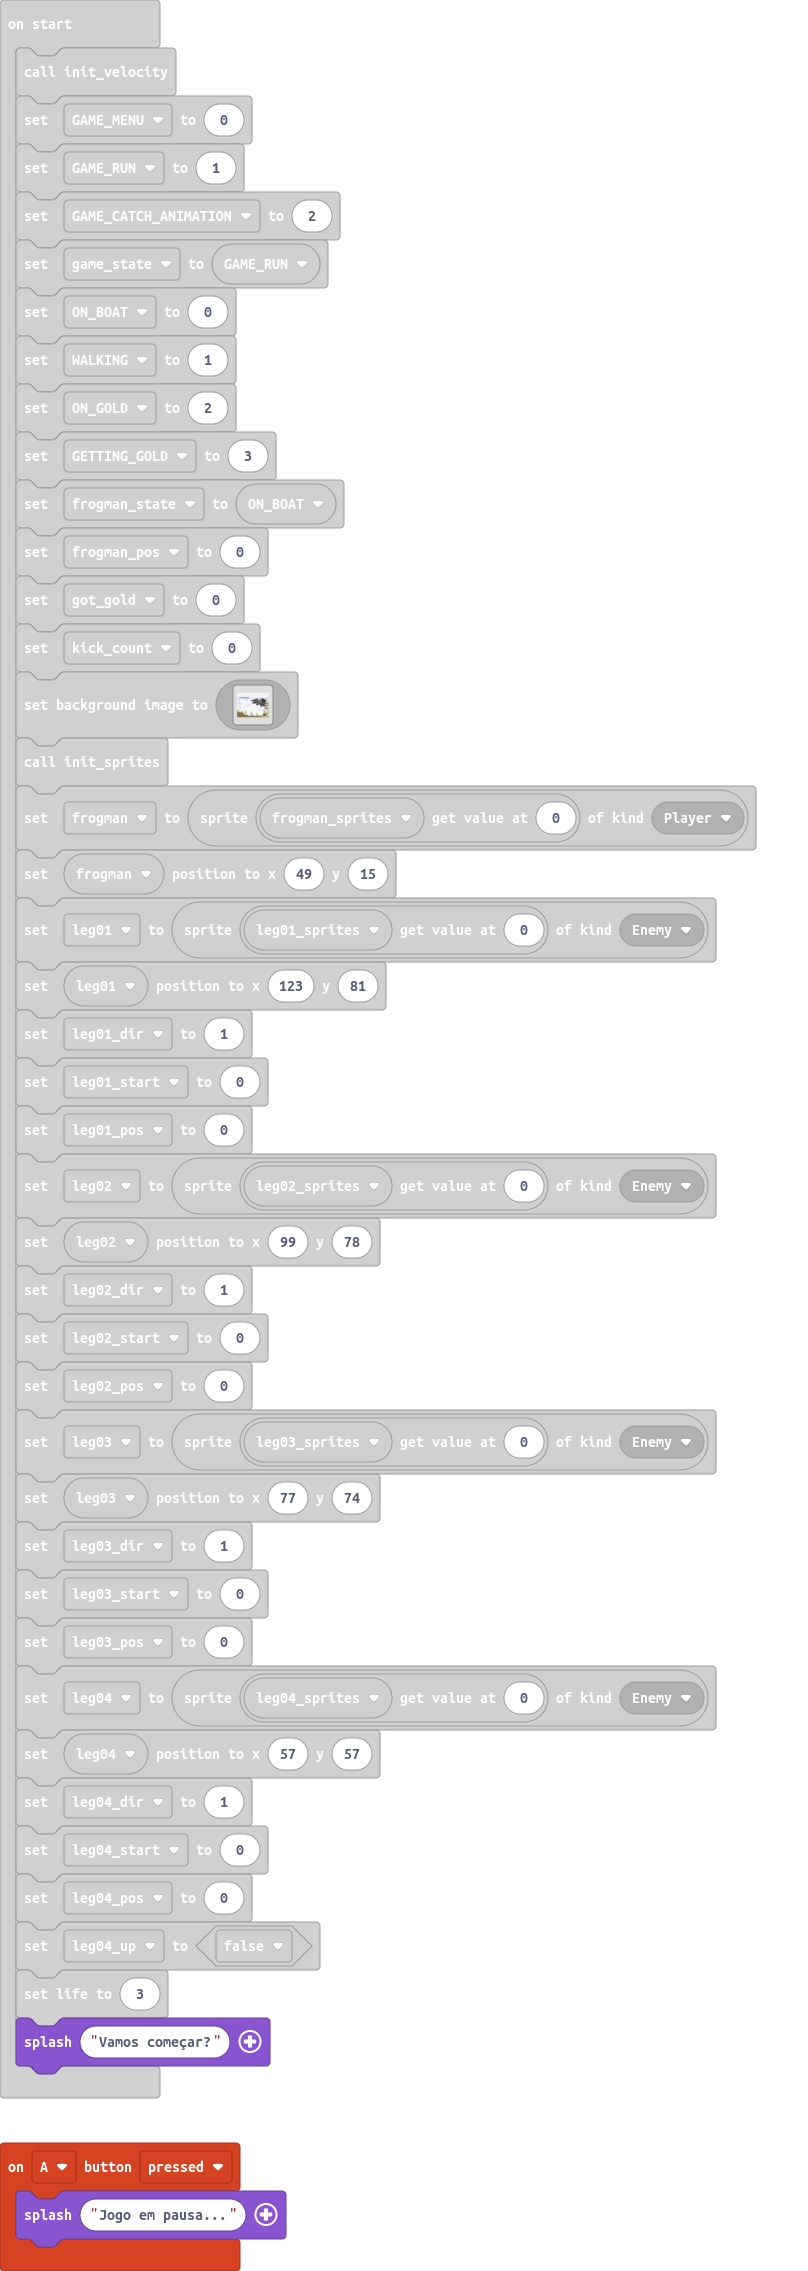 on start
call init_velocity
set GAME_MENU to 0
set GAME_RUN to 1
set GAME_CATCH_ANIMATION to 2
set game_state to GAME_RUN
set ON_BOAT to 0
set WALKING to 1
set ON_GOLD to 2
set GETTING_GOLD to 3
set frogman_state to ON_BOAT
set frogman_pos to 0
set got_gold to 0
set kick_count to 0
set background image to
call init_sprites
set frogman to sprite frogman_sprites get value at 0 of kind Player
set frogman position to x 49 y 15
set leg01 to sprite leg01_sprites get value at 0 of kind Enemy
set leg01 position to x 123 y 81
set leg01_dir to 1
set leg01_start to 0
set leg01_pos to 0
set leg02 to sprite leg02_sprites get value at 0 of kind Enemy
set leg02 position to x 99 y 78
set leg02_dir to 1
set leg02_start to 0
set leg02_pos to 0
set leg03 to sprite leg03_sprites get value at 0 of kind Enemy
set leg03 position to x 77 y 74
set leg03_dir to 1
set leg03_start to 0
set leg03_pos to 0
set leg04 to sprite leg04_sprites get value at 0 of kind Enemy
set leg04 position to x 57 y 57
set leg04_dir to 1
set leg04_start to 0
set leg04_pos to 0
set leg04_up to false
set life to 3
splash "Vamos começar?"
on A button pressed
splash "Jogo em pausa..."